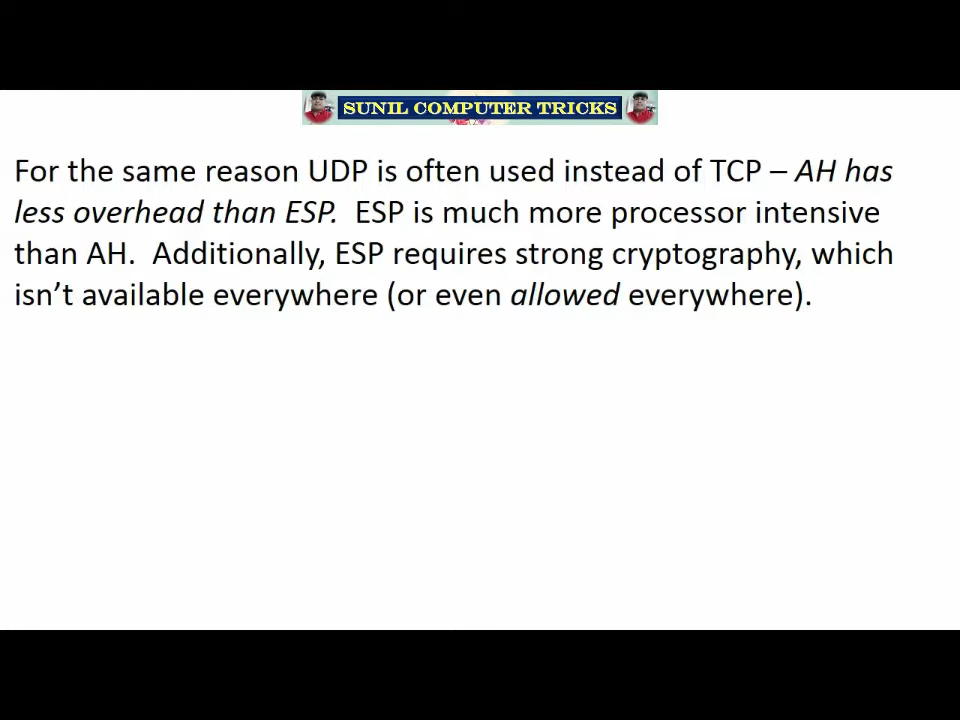 SUNIL COMPUTER TRICKS
For the same reason UDP is often used instead of TCP – AH has
less overhead than ESP.  ESP is much more processor intensive
than AH.  Additionally, ESP requires strong cryptography, which
isn’t available everywhere (or even allowed everywhere).